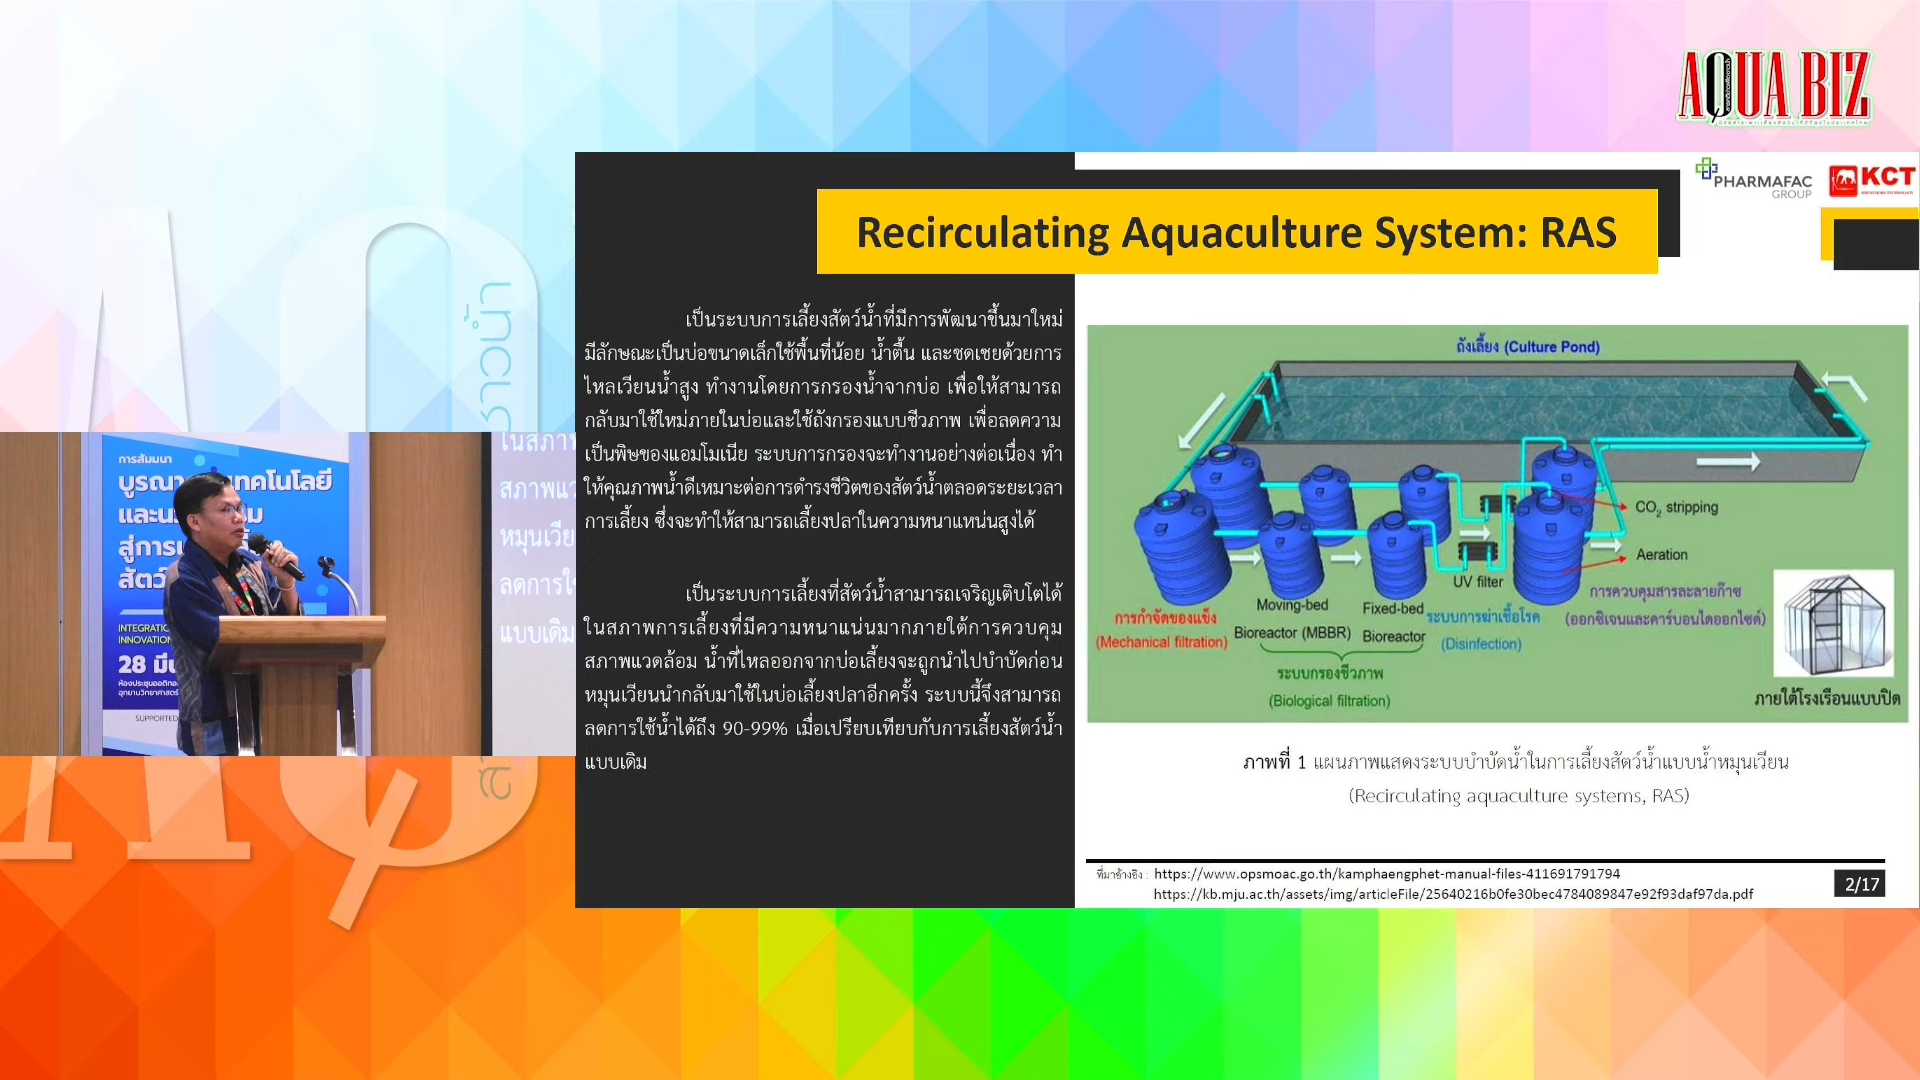 AQUA BIZ
PHARMAFAC
GROUP
KCT
Recirculating Aquaculture System: RAS
เป็นระบบการเลี้ยงสัตว์น้ำที่มีการพัฒนาขึ้นมาใหม่
มีลักษณะเป็นบ่อขนาดเล็กใช้พื้นที่น้อย น้ำตื้น และชดเชยด้วยการ
ไหลเวียนน้ำสูง ทำงานโดยการกรองน้ำจากบ่อ เพื่อให้สามารถ
กลับมาใช้ใหม่ภายในบ่อและใช้ถังกรองแบบชีวภาพ เพื่อลดความ
เป็นพิษของแอมโมเนีย ระบบการกรองจะทำงานอย่างต่อเนื่อง ทำ
ให้คุณภาพน้ำดีเหมาะต่อการดำรงชีวิตของสัตว์น้ำตลอดระยะเวลา
การเลี้ยง ซึ่งจะทำให้สามารถเลี้ยงปลาในความหนาแหน่นสูงได้
เป็นระบบการเลี้ยงที่สัตว์น้ำสามารถเจริญเติบโตได้
ในสภาพการเลี้ยงที่มีความหนาแน่นมากภายใต้การควบคุม
สภาพแวดล้อม น้ำที่ไหลออกจากบ่อเลี้ยงจะถูกนำไปบำบัดก่อน
หมุนเวียนนำกลับมาใช้ในบ่อเลี้ยงปลาอีกครั้ง ระบบนี้จึงสามารถ
ลดการใช้น้ำได้ถึง 90-99% เมื่อเปรียบเทียบกับการเลี้ยงสัตว์น้ำ
แบบเดิม
ถังเลี้ยง (Culture Pond)
CO2 stripping
Aeration
UV filter
การควบคุมสารละลายก๊าซ
(ออกซิเจนและคาร์บอนไดออกไซด์)
Moving-bed
Bioreactor (MBBR)
Fixed-bed
Bioreactor
การกำจัดของแข็ง
(Mechanical filtration)
ระบบการฆ่าเชื้อโรค
(Disinfection)
ระบบกรองชีวภาพ
(Biological filtration)
ภายใต้โรงเรือนแบบปิด
ภาพที่ 1 แผนภาพแสดงระบบบำบัดน้ำในการเลี้ยงสัตว์น้ำแบบน้ำหมุนเวียน
(Recirculating aquaculture systems, RAS)
ที่มาอ้างอิง : https://www.opsmoac.go.th/kamphaengphet-manual-files-411691791794
https://kb.mju.ac.th/assets/img/articleFile/25640216b0fe30bec4784089847e92f93daf97da.pdf
2/17
การสัมมนา
28
SUPPORTED
ในสภาพ
หมุนเวีย
ลดการใช
แบบเดิม